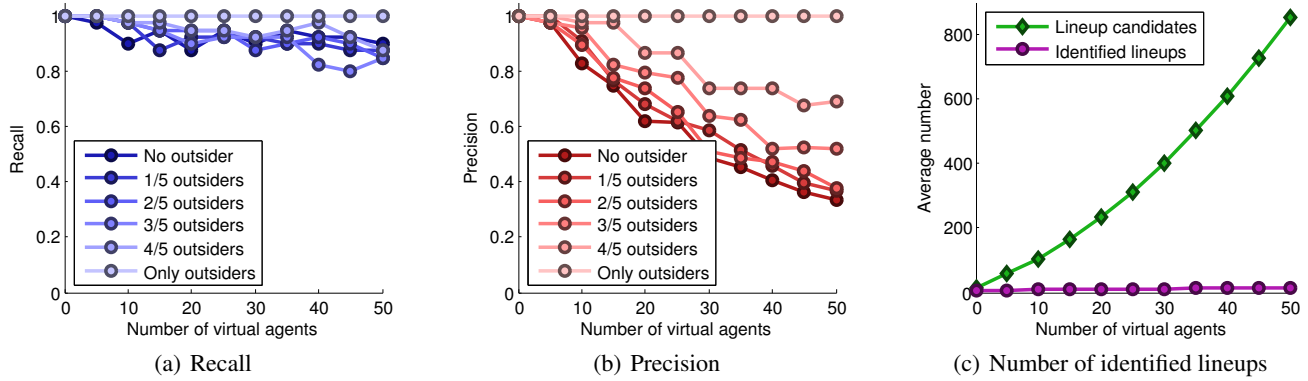 1
0.8
0.6
0.4
0.2
0
Recall
No outsider
1/5 outsiders
2/5 outsiders
3/5 outsiders
4/5 outsiders
Only outsiders
0 10 20 30 40 50
Number of virtual agents
(a) Recall
1
0.8
0.6
0.4
0.2
0
Precision
No outsider
1/5 outsiders
2/5 outsiders
3/5 outsiders
4/5 outsiders
Only outsiders
0 10 20 30 40 50
Number of virtual agents
(b) Precision
800
600
400
200
0
Average number
Lineup candidates
Identified lineups
0 10 20 30 40 50
Number of virtual agents
(c) Number of identified lineups